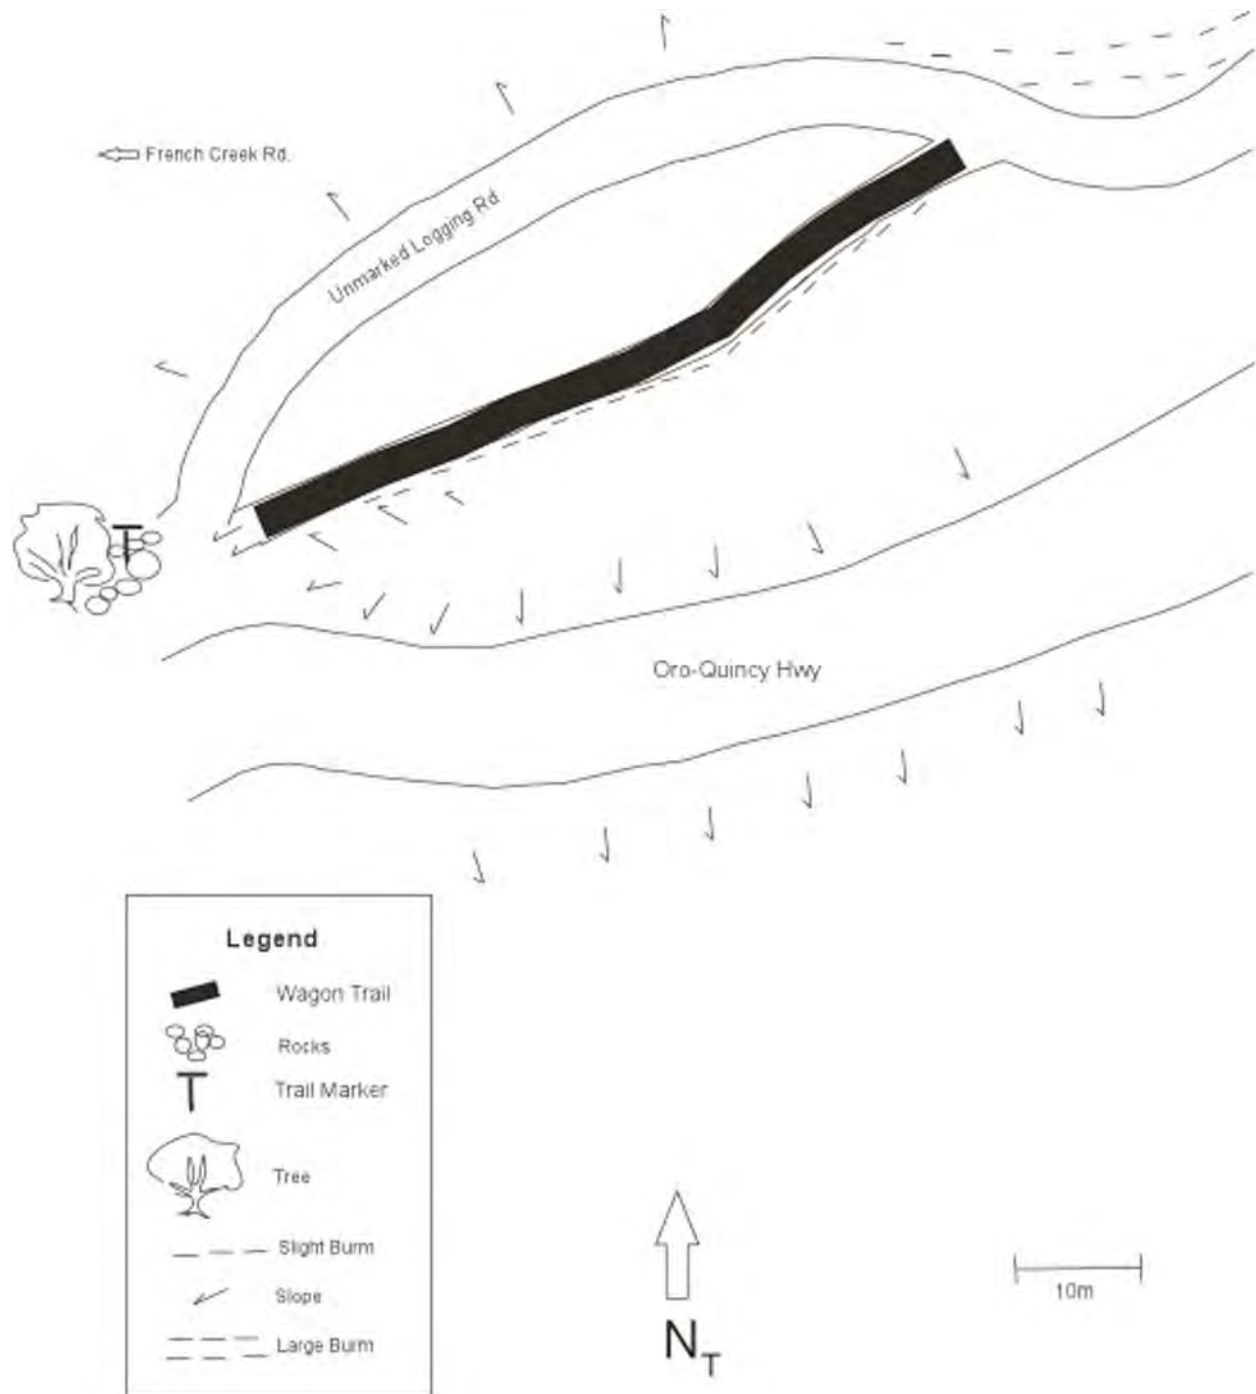 French Creek Rd.
Unmarked Logging Rd
Oro-Quincy Hwy
Legend
Wagon Trail
Rocks
Trail Marker
Tree
Slight Burm
Slope
Large Burm
N T
10m